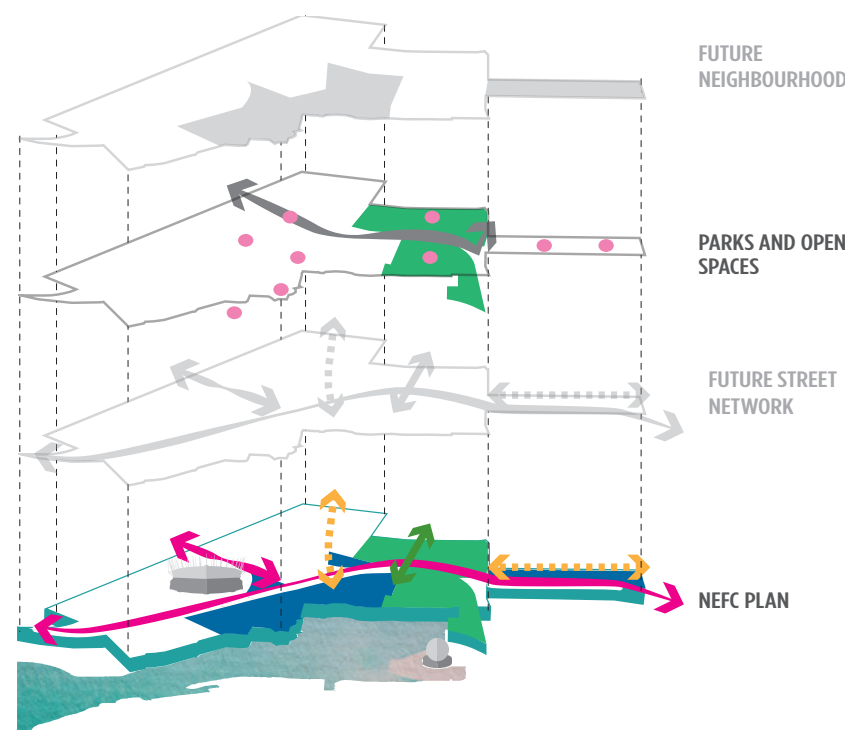 FUTURE
NEIGHBOURHOOD
PARKS AND OPEN
SPACES
FUTURE STREET
NETWORK
NEFC PLAN